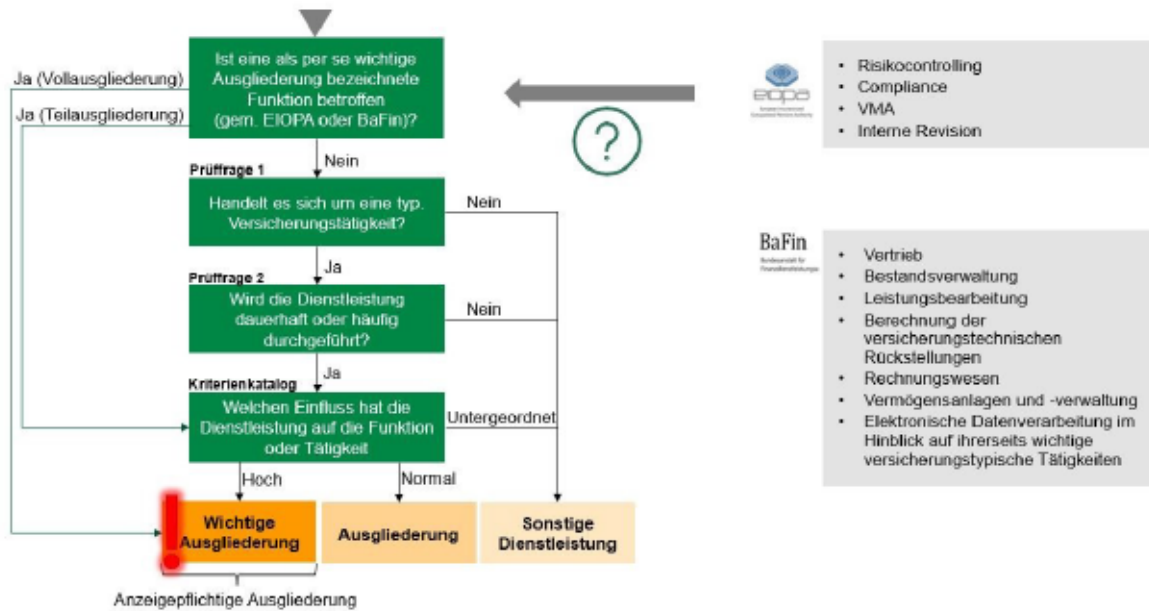 Ist eine als per se wichtige
Ausgliederung bezeichnete
Funktion betroffen
(gem. EIOPA oder BaFin)?
Ja (Vollausgliederung)
Ja (Teilausgliederung)
Nein
Prüffrage 1
Handelt es sich um eine typ.
Versicherungstätigkeit?
Nein
Ja
Prüffrage 2
Wird die Dienstleistung
dauerhaft oder häufig
durchgeführt?
Nein
Ja
Kriterienkatalog
Welchen Einfluss hat die
Dienstleistung auf die Funktion
oder Tätigkeit
Untergeordnet
Hoch
Normal
Wichtige
Ausgliederung
Ausgliederung
Sonstige
Dienstleistung
Anzeigepflichtige Ausgliederung
?
eiopa
• Risikocontrolling
• Compliance
• VMA
• Interne Revision
BaFin
Bundesanstalt für
Finanzdienstleistungsaufsicht
• Vertrieb
• Bestandsverwaltung
• Leistungsbearbeitung
• Berechnung der
versicherungstechnischen
Rückstellungen
• Rechnungswesen
• Vermögensanlagen und -verwaltung
• Elektronische Datenverarbeitung im
Hinblick auf ihrerseits wichtige
versicherungstypische Tätigkeiten